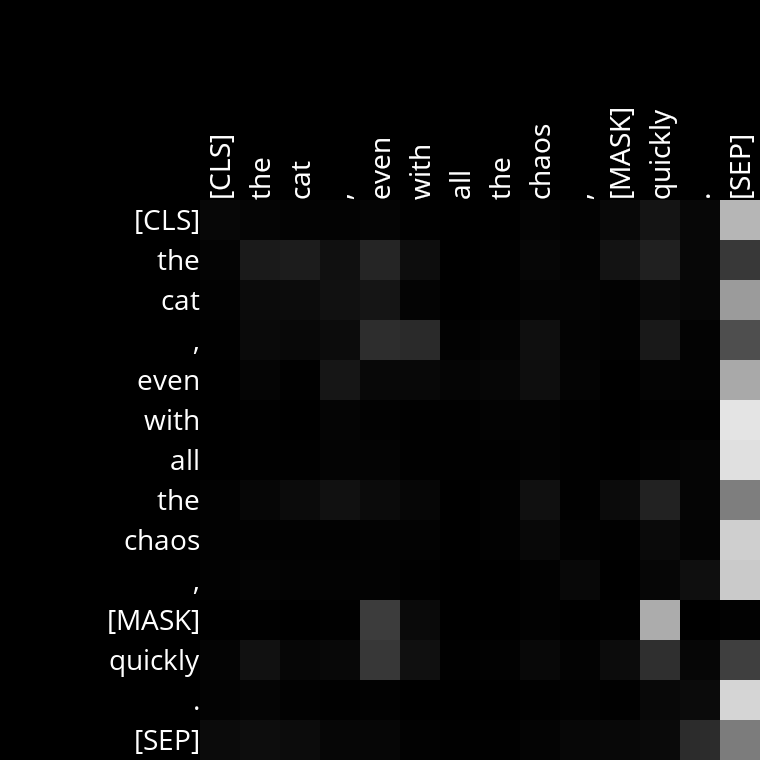 [CLS] the cat , even with all the chaos , [MASK] quickly . [SEP]
[CLS]
the
cat
,
even
with
all
the
chaos
,
[MASK]
quickly
.
[SEP]